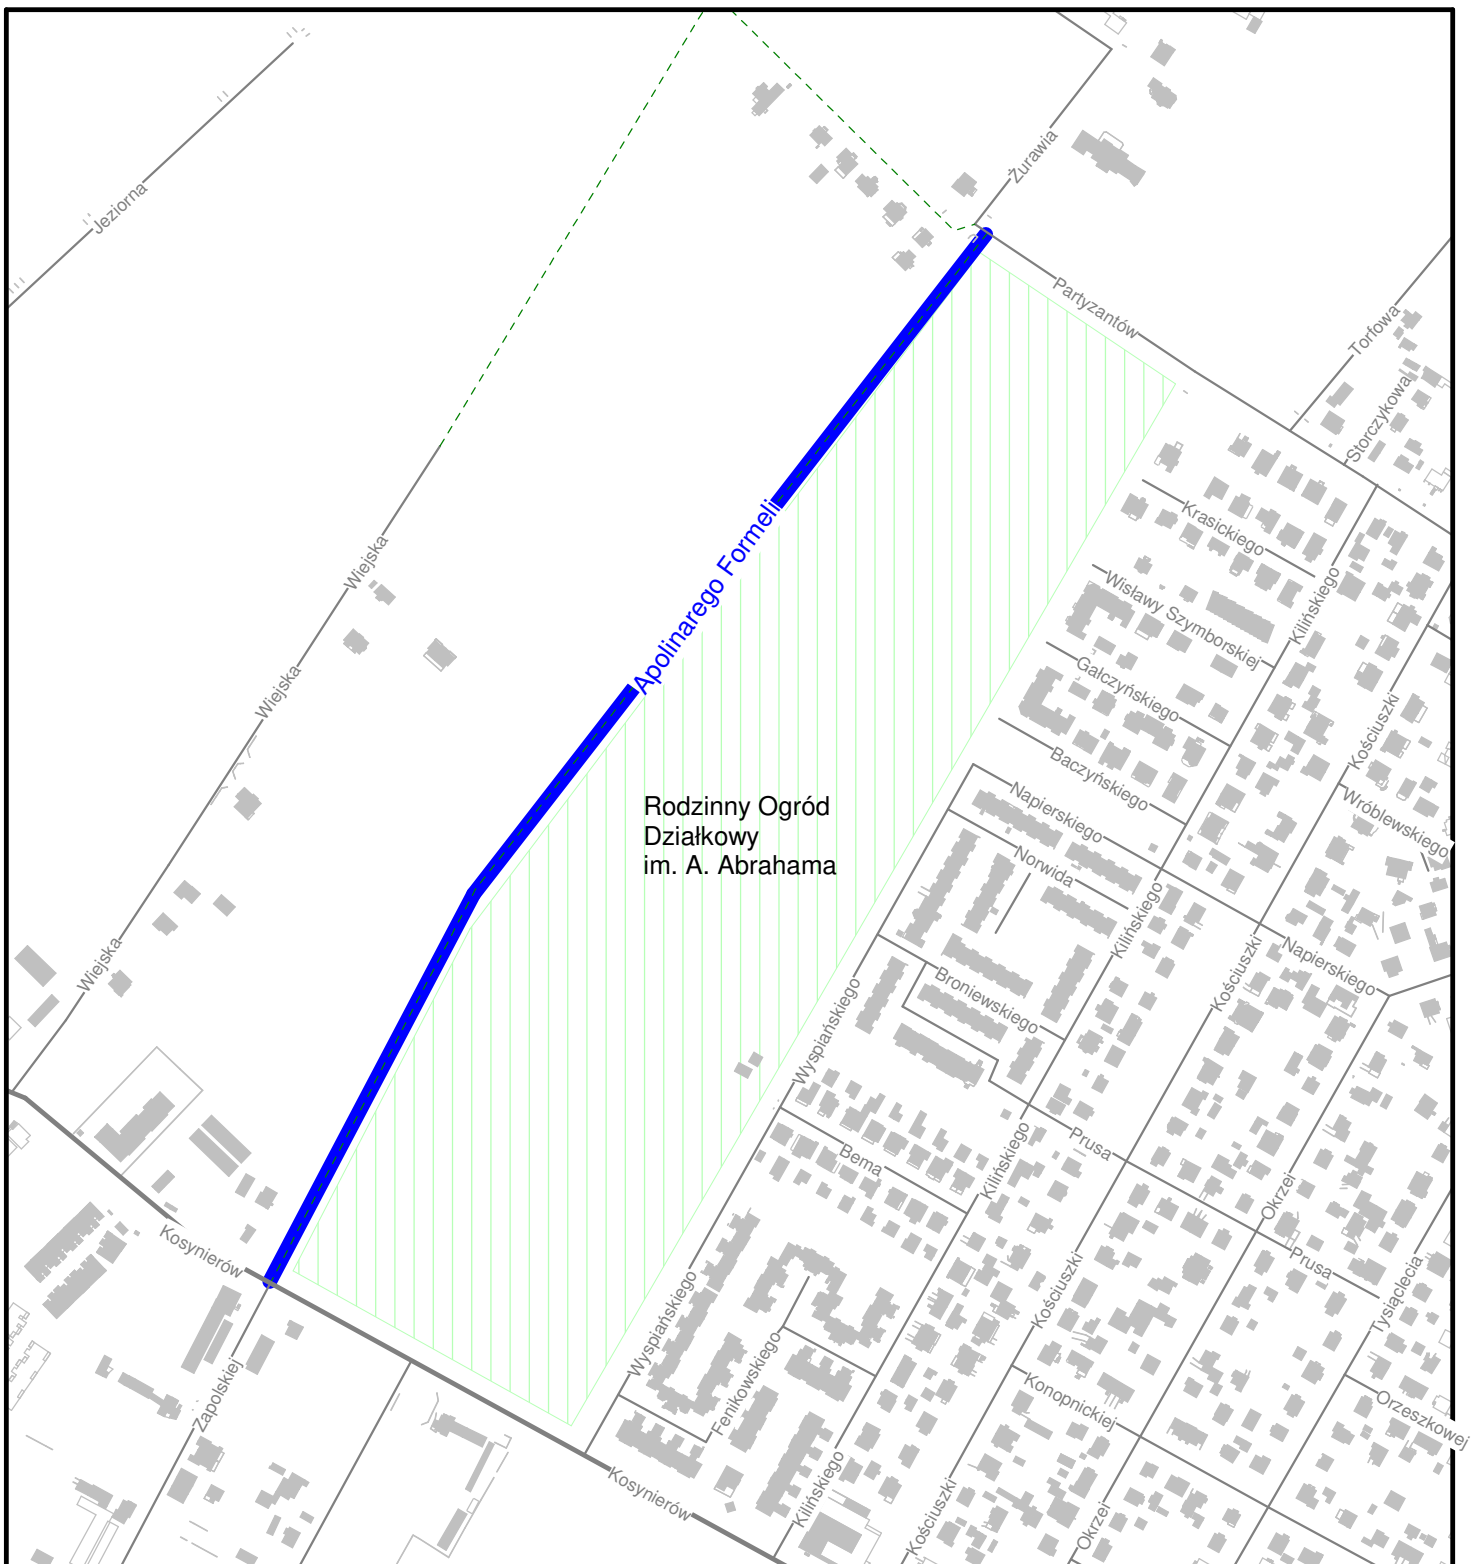 Jeziorna
Żurawia
Partyzantów
Torfowa
Storczykowa
Krasickiego
Wisławy Szymborskiej
Kilińskiego
Gałczyńskiego
Kościuszki
Baczyńskiego
Wiejska
Wiejska
Apolinarego Formeli
Napierskiego
Wróblewskiego
Norwida
Rodzinny Ogród
Działkowy
im. A. Abrahama
Kilińskiego
Napierskiego
Kościuszki
Wiejska
Broniewskiego
Wyspiańskiego
Prusa
Bema
Kilińskiego
Okrzei
Kosynierów
Prusa
Kościuszki
Tysiąclecia
Wyspiańskiego
Fenikowskiego
Zapolskiej
Konopnickiej
Orzeszkowej
Kosynierów
Kilińskiego
Kościuszki
Okrzei